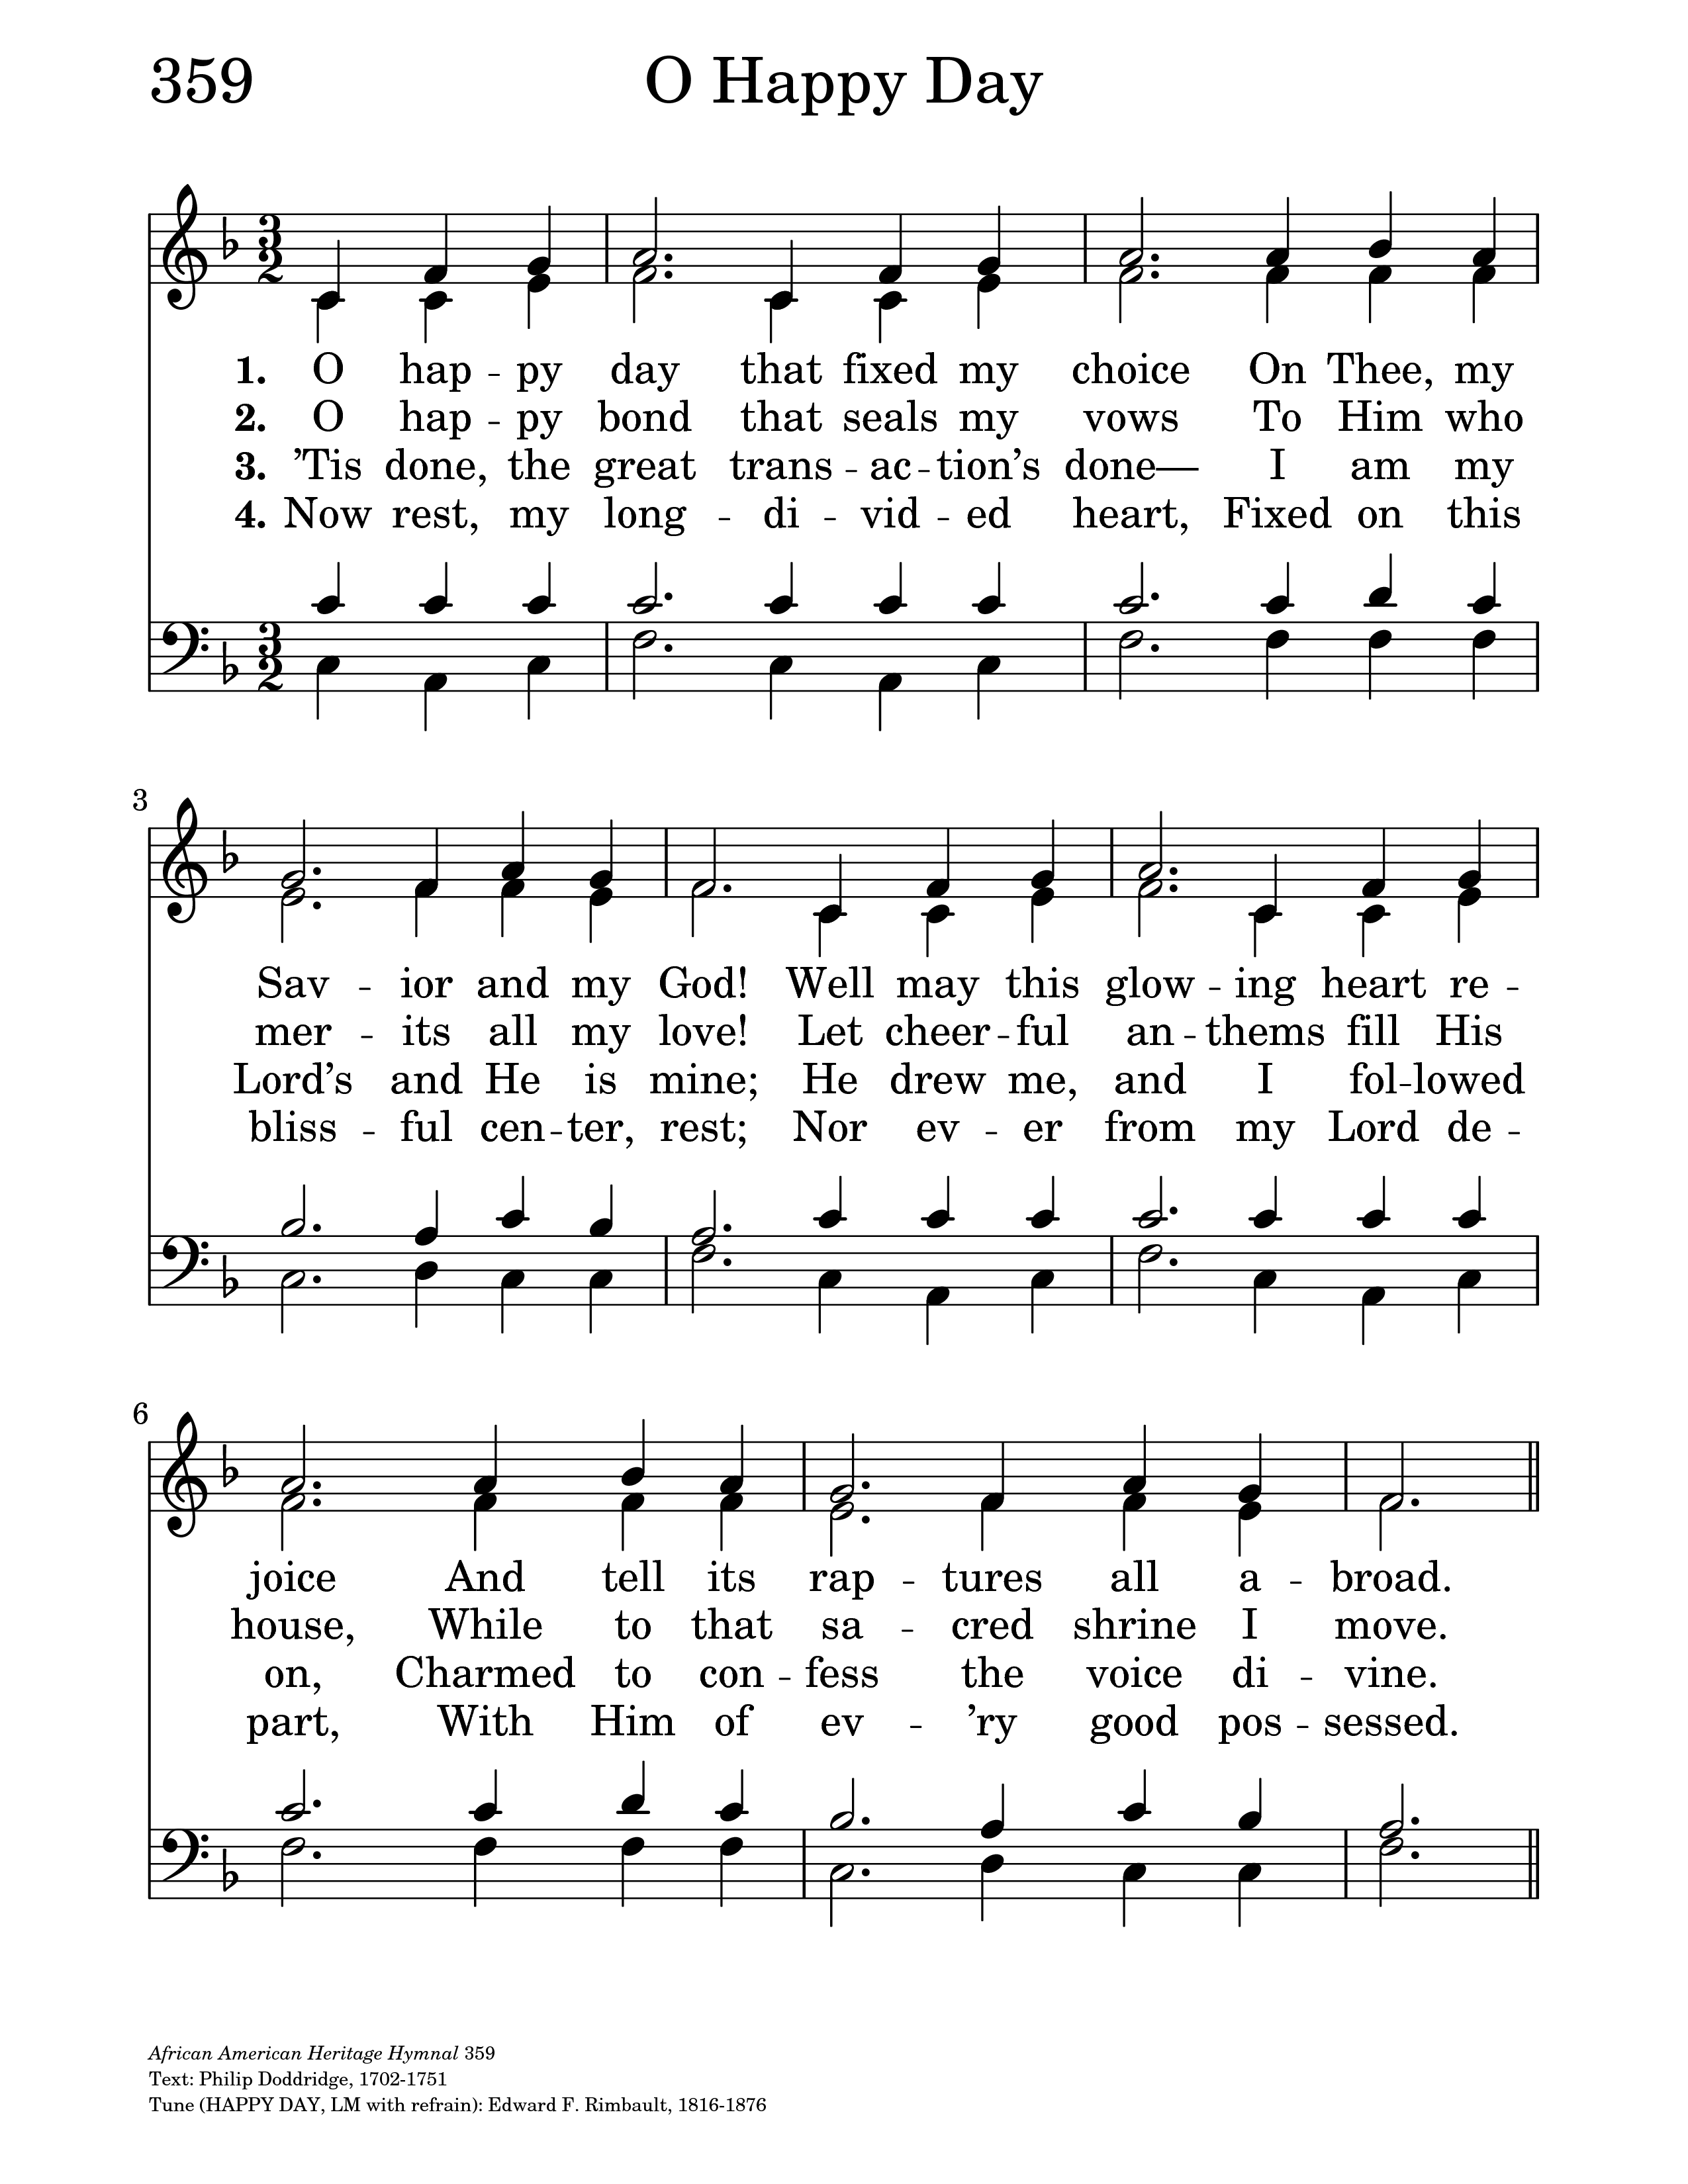 359 O Happy Day
1. O hap - py day that fixed my choice On Thee, my
2. O hap - py bond that seals my vows To Him who
3. ’Tis done, the great trans - ac - tion’s done— I am my
4. Now rest, my long - di - vid - ed heart, Fixed on this
3
Sav - ior and my God! Well may this glow - ing heart re -
mer - its all my love! Let cheer - ful an - thems fill His
Lord’s and He is mine; He drew me, and I fol - lowed
bliss - ful cen - ter, rest; Nor ev - er from my Lord de -
6
joice And tell its rap - tures all a - broad.
house, While to that sa - cred shrine I move.
on, Charmed to con - fess the voice di - vine.
part, With Him of ev - ’ry good pos - sessed.
African American Heritage Hymnal 359
Text: Philip Doddridge, 1702-1751
Tune (HAPPY DAY, LM with refrain): Edward F. Rimbault, 1816-1876